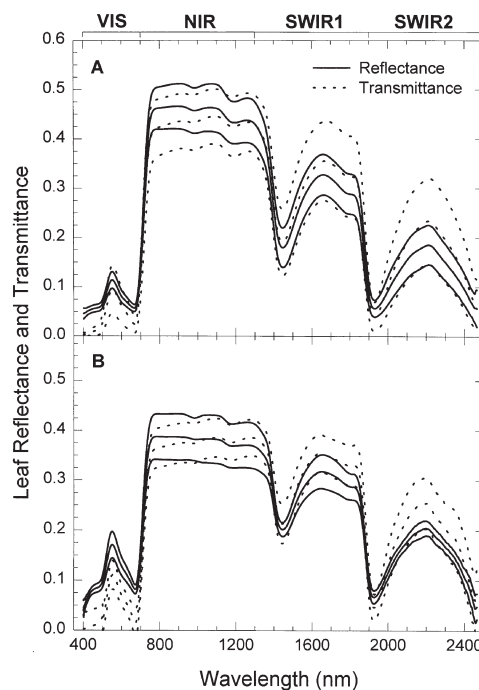 VIS NIR SWIR1 SWIR2
0.6
A
Reflectance
Transmittance
0.5
0.4
0.3
0.2
0.1
0.0
B
0.5
0.4
0.3
0.2
0.1
0.0
400 800 1200 1600 2000 2400
Leaf Reflectance and Transmittance
Wavelength (nm)